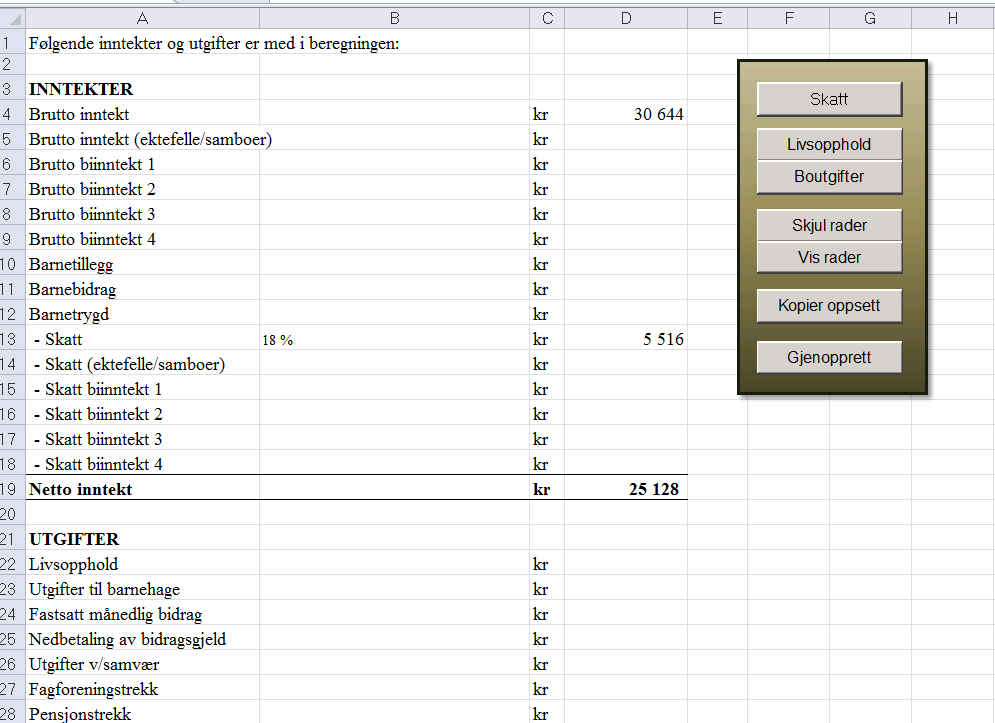 A B C D E F G H
1 Følgende inntekter og utgifter er med i beregningen:
2
3 INNTEKTER
4 Brutto inntekt kr 30 644
5 Brutto inntekt (ektefelle/samboer) kr
6 Brutto biinntekt 1 kr
7 Brutto biinntekt 2 kr
8 Brutto biinntekt 3 kr
9 Brutto biinntekt 4 kr
10 Barnetillegg kr
11 Barnebidrag kr
12 Barnetrygd kr
13 - Skatt 18 % kr 5 516
14 - Skatt (ektefelle/samboer) kr
15 - Skatt biinntekt 1 kr
16 - Skatt biinntekt 2 kr
17 - Skatt biinntekt 3 kr
18 - Skatt biinntekt 4 kr
19 Netto inntekt kr 25 128
20
21 UTGIFTER
22 Livsopphold kr
23 Utgifter til barnehage kr
24 Fastsatt månedlig bidrag kr
25 Nedbetaling av bidragsgjeld kr
26 Utgifter v/samvær kr
27 Fagforeningstrekk kr
28 Pensjonstrekk kr
Skatt
Livsopphold
Boutgifter
Skjul rader
Vis rader
Kopier oppsett
Gjenopprett